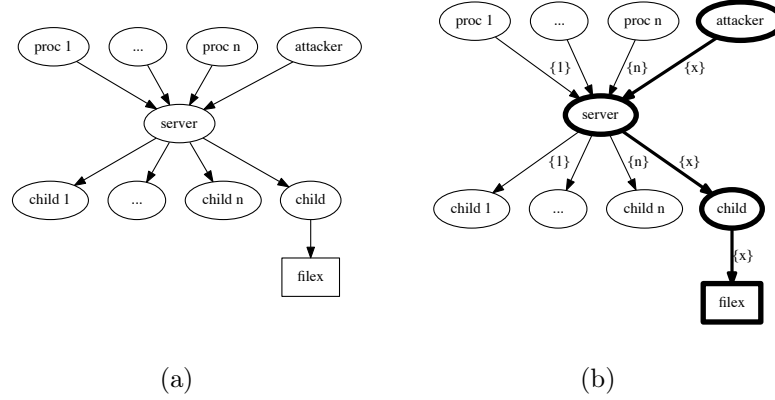 proc 1
...
proc n
attacker
server
child 1
...
child n
child
filex
(a)
proc 1
...
proc n
attacker
{1}
{n}
{x}
server
{1}
{n}
{x}
child 1
...
child n
child
{x}
filex
(b)